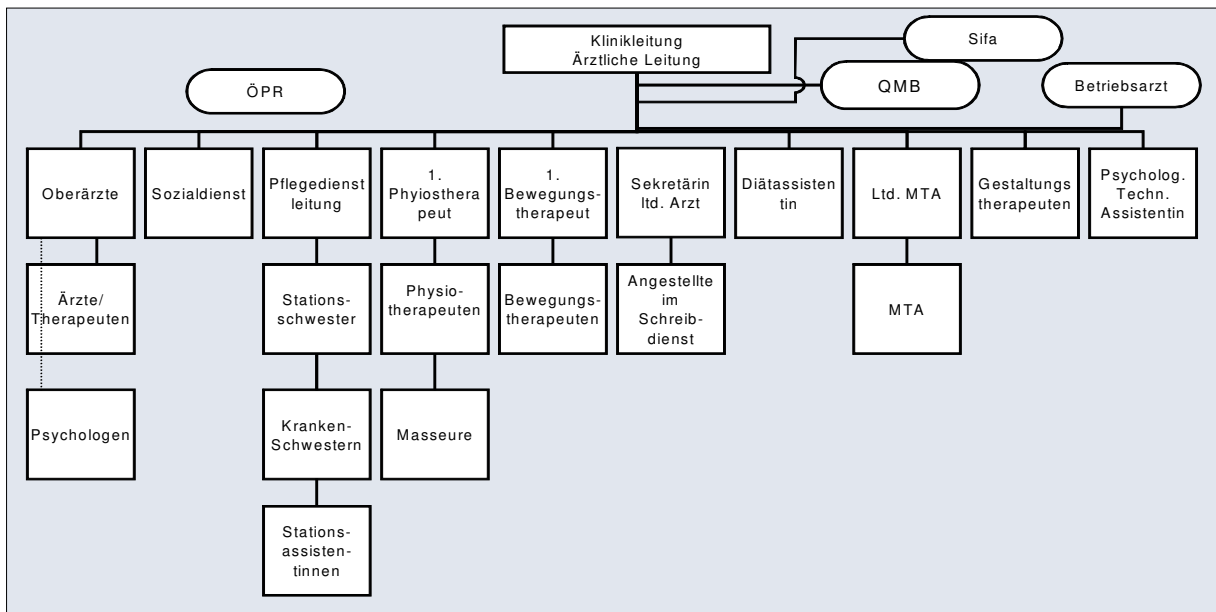 Klinikleitung
Ärztliche Leitung
Sifa
QMB
ÖPR
Betriebsarzt
Oberärzte
Sozialdienst
Pflegedienst
leitung
1.
Phyiosthera
peut
1.
Bewegungs-
therapeut
Sekretärin
ltd. Arzt
Diätassisten
tin
Ltd. MTA
Gestaltungs
therapeuten
Psycholog.
Techn.
Assistentin
Ärzte/
Therapeuten
Stations-
schwester
Physio-
therapeuten
Bewegungs-
therapeuten
Angestellte
im
Schreib-
dienst
MTA
Psychologen
Kranken-
Schwestern
Masseure
Stations-
assisten-
tinnen